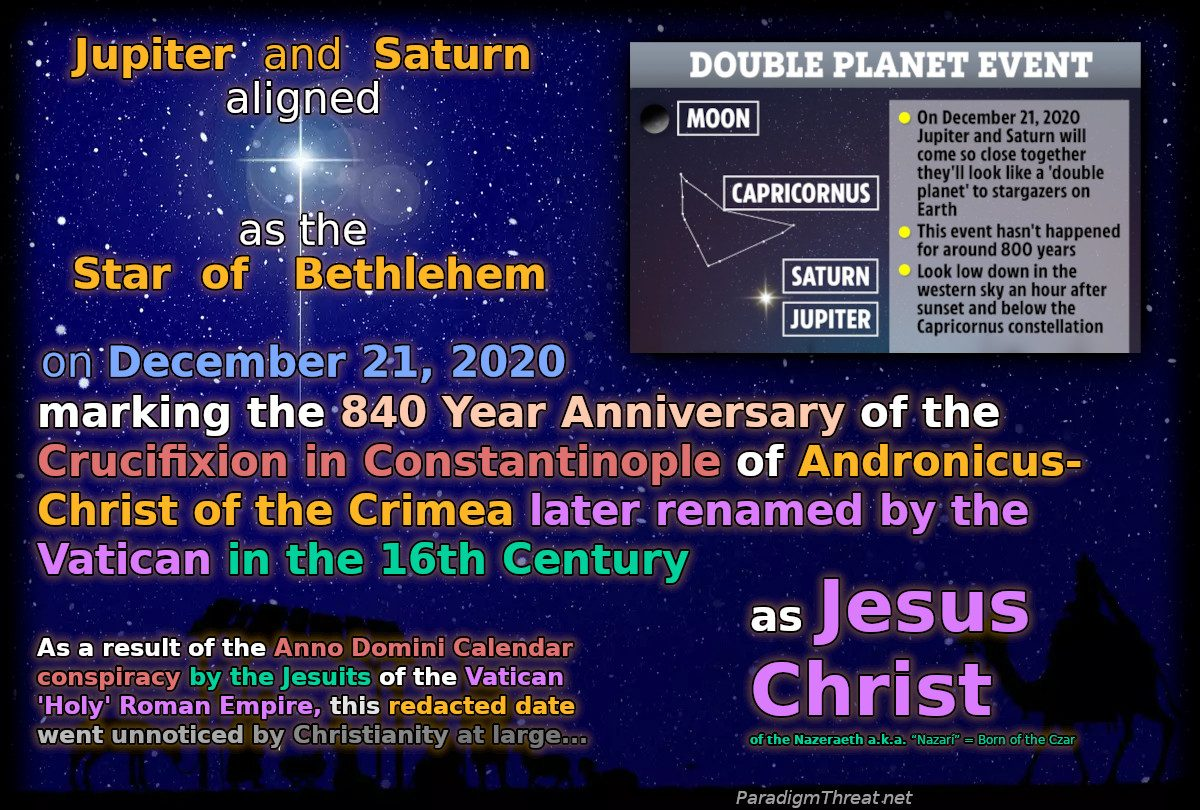 Jupiter and Saturn
aligned
as the
Star of Bethlehem
on December 21, 2020
marking the 840 Year Anniversary of the
Crucifixion in Constantinople of Andronicus-
Christ of the Crimea later renamed by the
Vatican in the 16th Century
as Jesus
Christ
of the Nazeraeth a.k.a. "Nazarí" = Born of the Czar
As a result of the Anno Domini Calendar
conspiracy by the Jesuits of the Vatican
'Holy' Roman Empire, this redacted date
went unnoticed by Christianity at large...
DOUBLE PLANET EVENT
MOON
CAPRICORNUS
SATURN
JUPITER
On December 21, 2020
Jupiter and Saturn will
come so close together
they'll look like a 'double
planet' to stargazers on
Earth
This event hasn't happened
for around 800 years
Look low down in the
western sky an hour after
sunset and below the
Capricornus constellation
ParadigmThreat.net